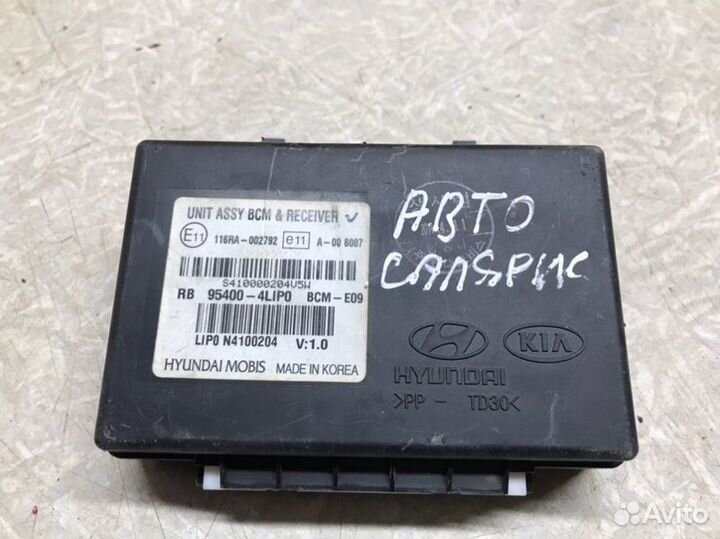 UNIT ASSY BCM & RECEIVER ✓
E11 116RA-002792 e11 A-00 6007
S410000204V5W
RB 95400-4LIP0 BCM-E09
LIP0 N4100204 V:1.0
HYUNDAI MOBIS MADE IN KOREA
АВТО
СОЛЯРИС
KIA
HYUNDAI
>PP - TD30<
Avito